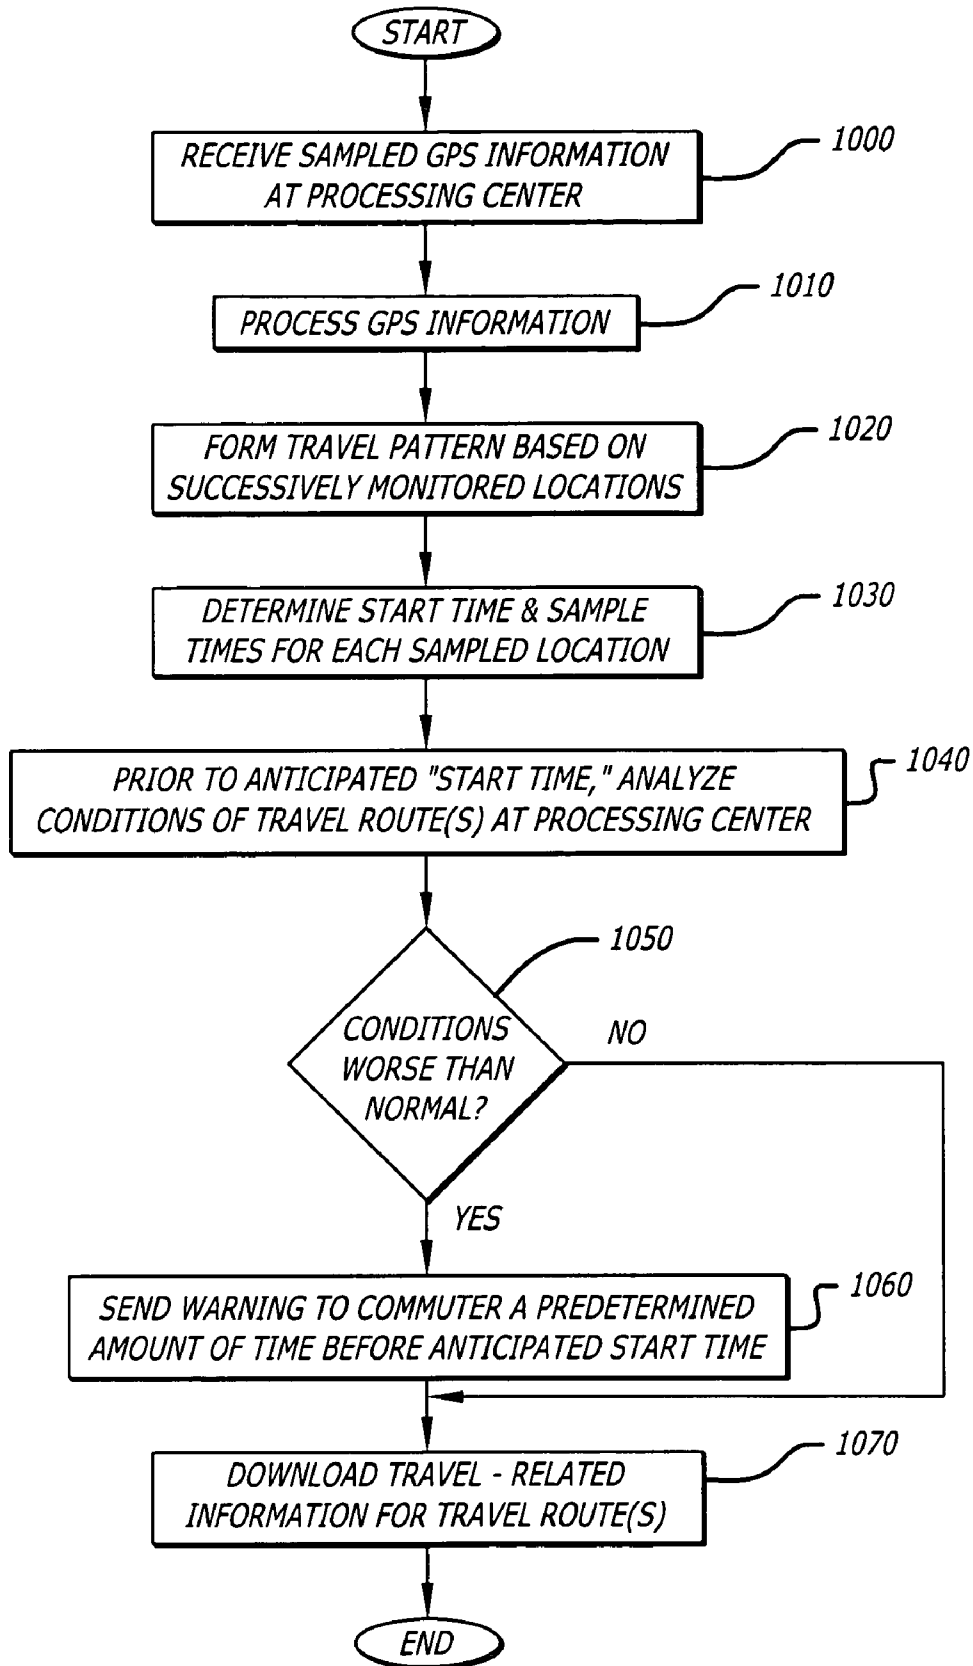 START
RECEIVE SAMPLED GPS INFORMATION
AT PROCESSING CENTER
1000
PROCESS GPS INFORMATION
1010
FORM TRAVEL PATTERN BASED ON
SUCCESSIVELY MONITORED LOCATIONS
1020
DETERMINE START TIME & SAMPLE
TIMES FOR EACH SAMPLED LOCATION
1030
PRIOR TO ANTICIPATED "START TIME," ANALYZE
CONDITIONS OF TRAVEL ROUTE(S) AT PROCESSING CENTER
1040
1050
CONDITIONS
WORSE THAN
NORMAL?
NO
YES
SEND WARNING TO COMMUTER A PREDETERMINED
AMOUNT OF TIME BEFORE ANTICIPATED START TIME
1060
DOWNLOAD TRAVEL - RELATED
INFORMATION FOR TRAVEL ROUTE(S)
1070
END